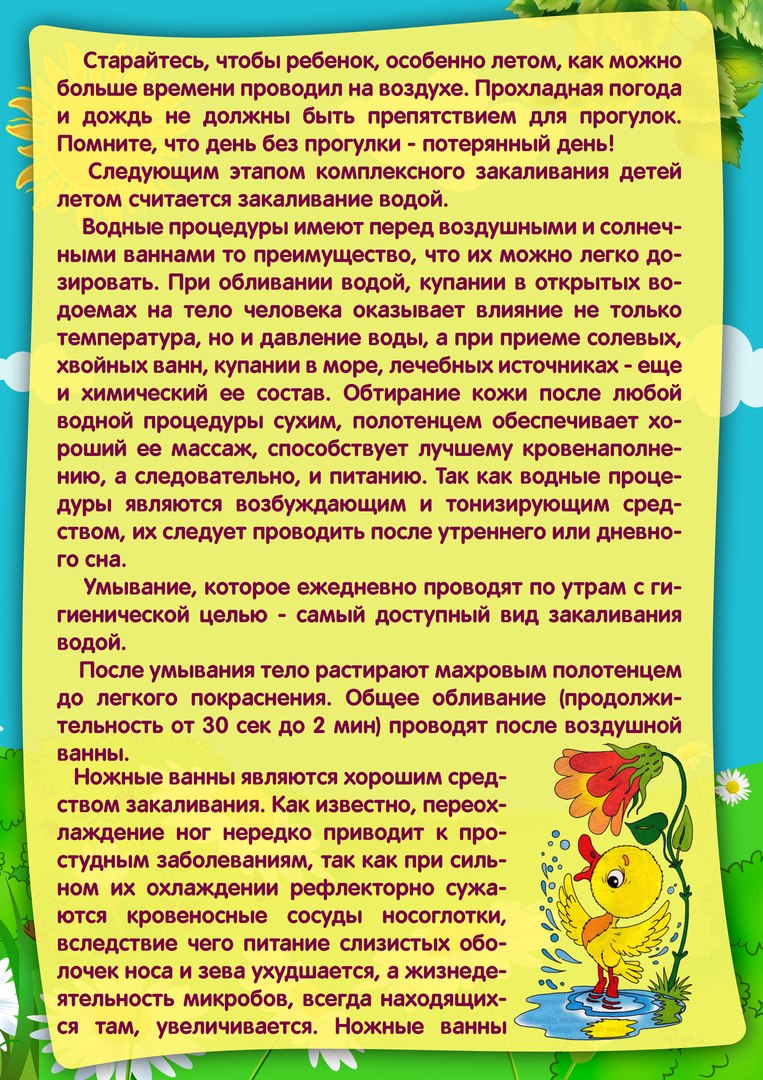 Старайтесь, чтобы ребенок, особенно летом, как можно
больше времени проводил на воздухе. Прохладная погода
и дождь не должны быть препятствием для прогулок.
Помните, что день без прогулки - потерянный день!
Следующим этапом комплексного закаливания детей
летом считается закаливание водой.
Водные процедуры имеют перед воздушными и солнеч-
ными ваннами то преимущество, что их можно легко до-
зировать. При обливании водой, купании в открытых во-
доемах на тело человека оказывает влияние не только
температура, но и давление воды, а при приеме солевых,
хвойных ванн, купании в море, лечебных источниках - еще
и химический ее состав. Обтирание кожи после любой
водной процедуры сухим, полотенцем обеспечивает хо-
роший ее массаж, способствует лучшему кровенаполне-
нию, а следовательно, и питанию. Так как водные проце-
дуры являются возбуждающим и тонизирующим сред-
ством, их следует проводить после утреннего или дневно-
го сна.
Умывание, которое ежедневно проводят по утрам с ги-
гиенической целью - самый доступный вид закаливания
водой.
После умывания тело растирают махровым полотенцем
до легкого покраснения. Общее обливание (продолжи-
тельность от 30 сек до 2 мин) проводят после воздушной
ванны.
Ножные ванны являются хорошим сред-
ством закаливания. Как известно, переох-
лаждение ног нередко приводит к про-
студным заболеваниям, так как при силь-
ном их охлаждении рефлекторно сужа-
ются кровеносные сосуды носоглотки,
вследствие чего питание слизистых обо-
лочек носа и зева ухудшается, а жизнеде-
ятельность микробов, всегда находящих-
ся там, увеличивается. Ножные ванны